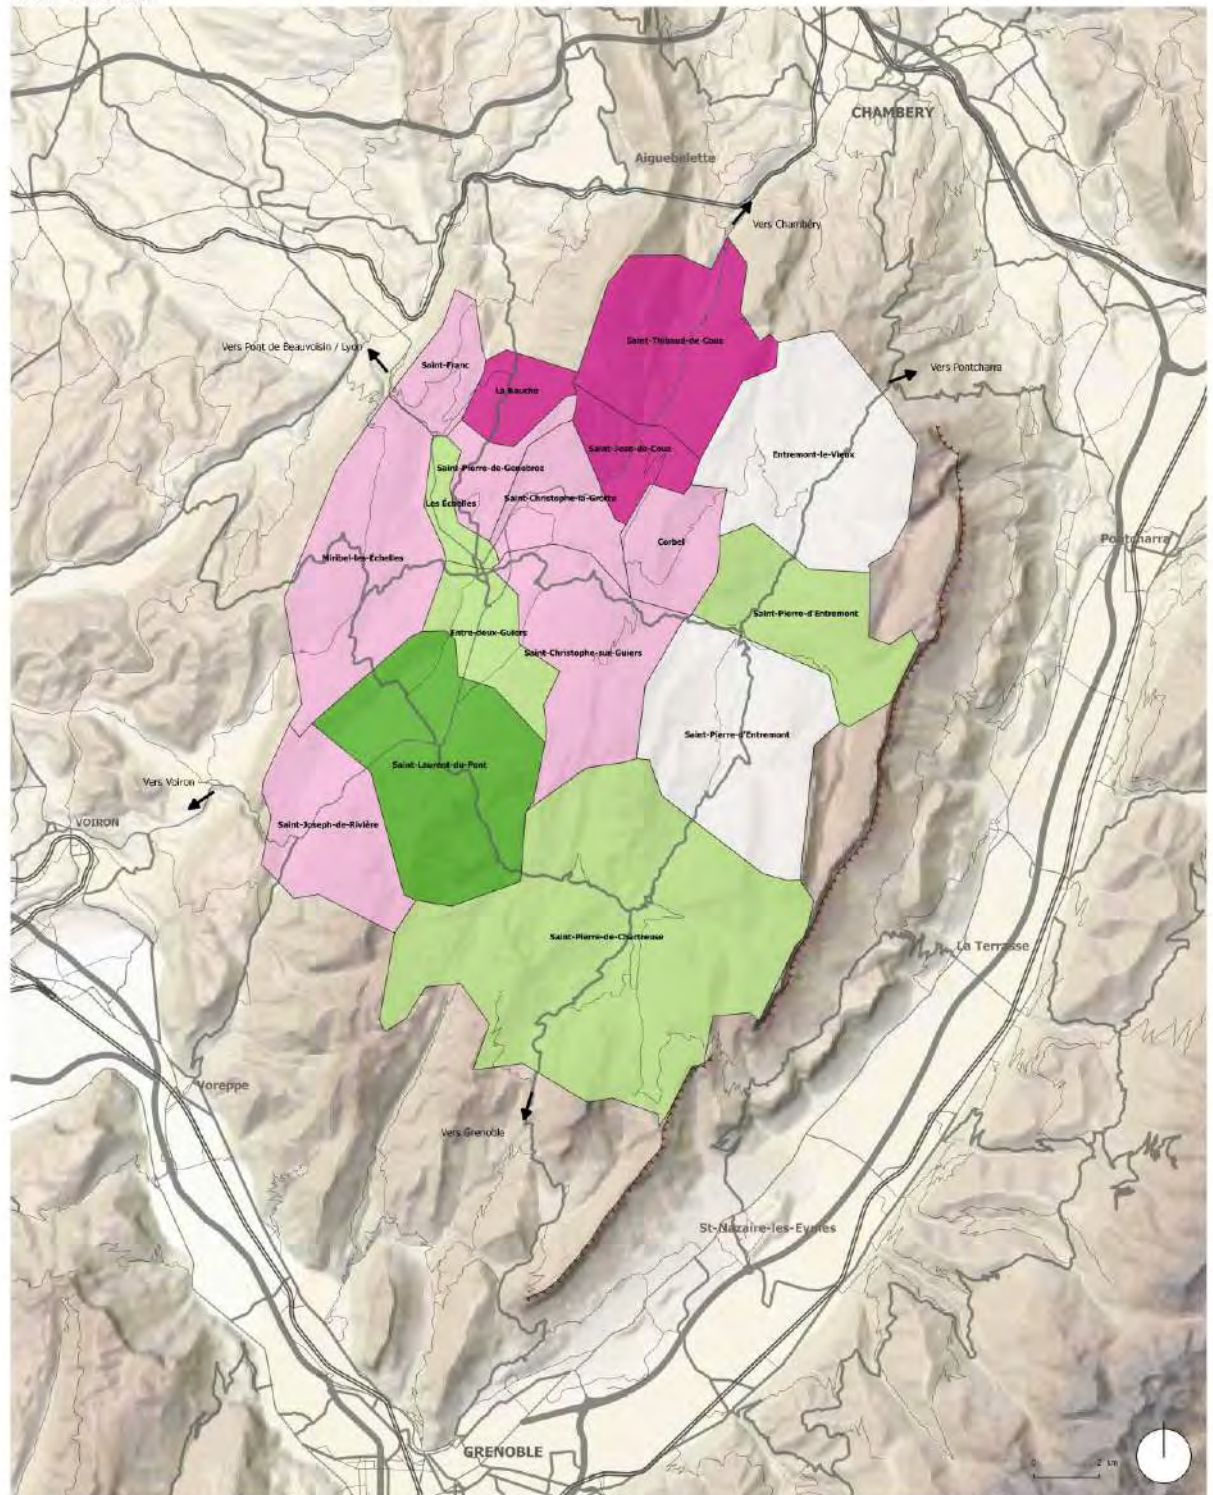 CHAMBERY
Aiguebelette
Vers Chambéry
Vers Pont de Beauvoisin / Lyon
Saint-Thibaud-de-Couz
Saint-Franc
Vers Pontcharra
La Bauche
Saint-Jean-de-Couz
Entremont-le-Vieux
Saint-Pierre-de-Genebroz
Saint-Christophe-la-Grotte
Les Échelles
Corbel
Pontcharra
Miribel-les-Échelles
Saint-Pierre-d'Entremont
Entre-deux-Guiers
Saint-Christophe-sur-Guiers
Saint-Pierre-d'Entremont
Saint-Laurent-du-Pont
Vers Voiron
VOIRON
Saint-Joseph-de-Rivière
Saint-Pierre-de-Chartreuse
La Terrasse
Voreppe
Vers Grenoble
St-Nazaire-les-Eymes
GRENOBLE
0 2 km